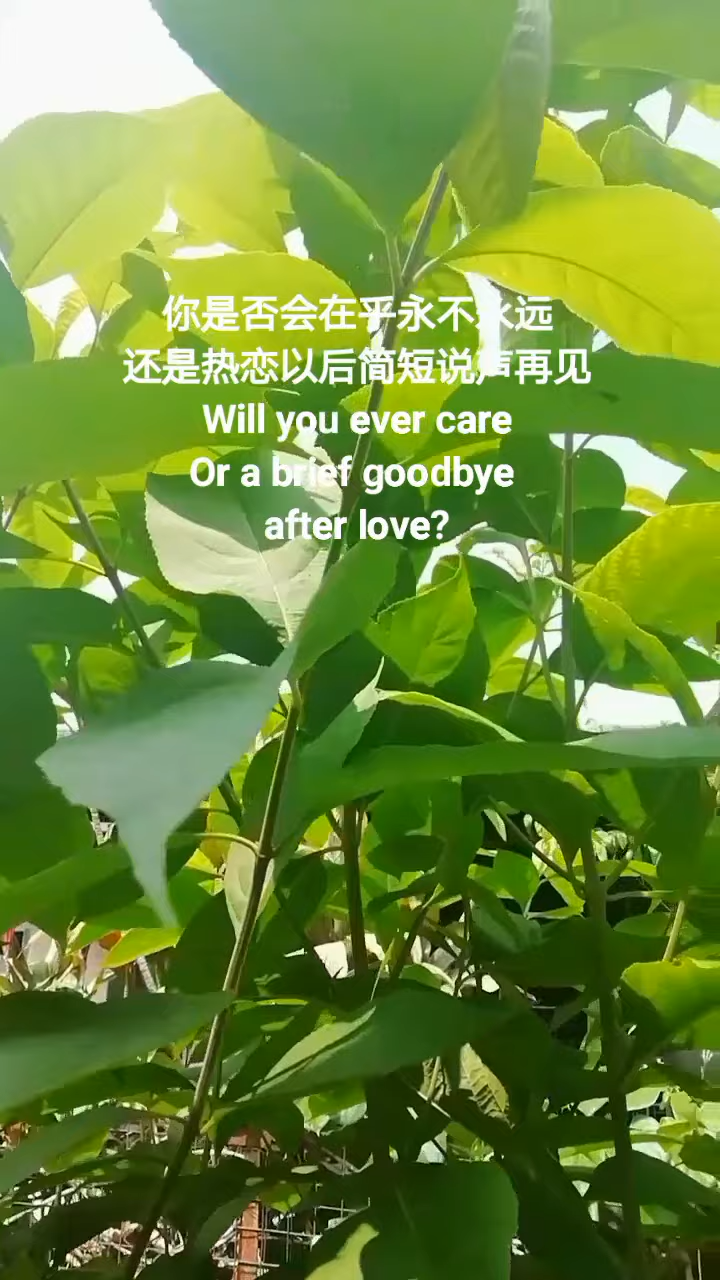 你是否会在乎永不永远
还是热恋以后简短说声再见
Will you ever care
Or a brief goodbye
after love?